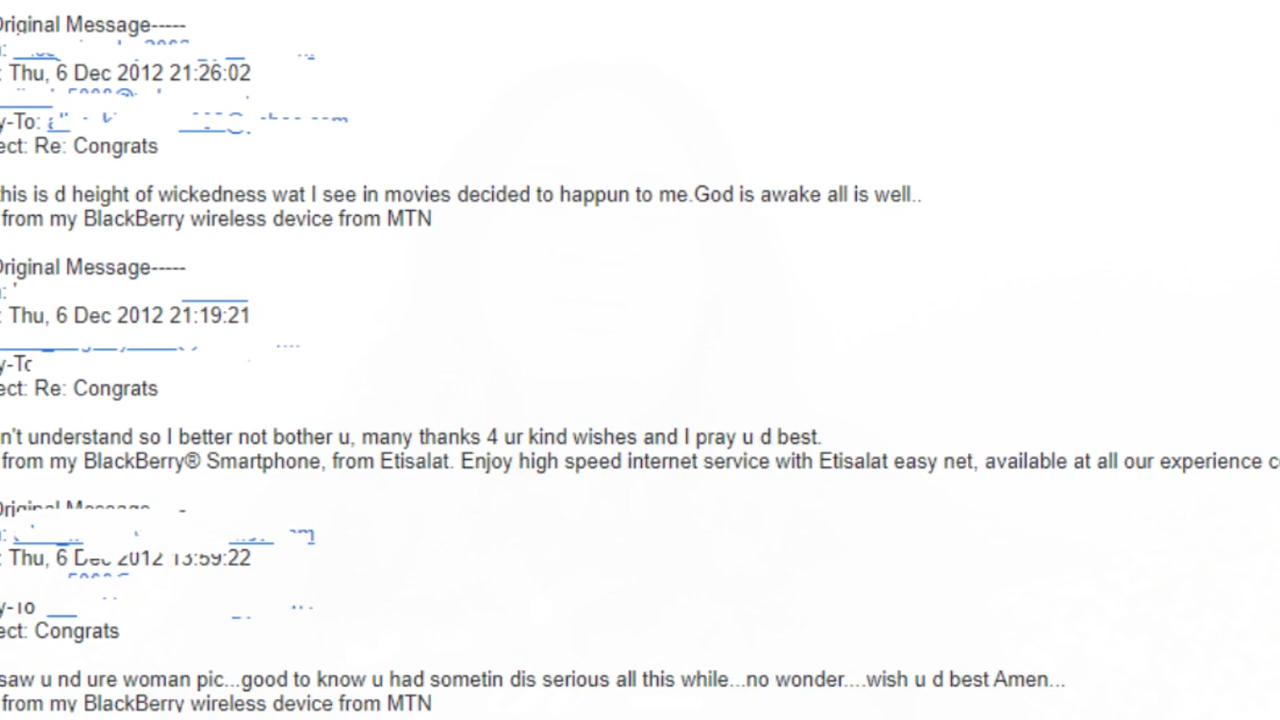 Original Message-----
: Thu, 6 Dec 2012 21:26:02
y-To:
ect: Re: Congrats
this is d height of wickedness wat I see in movies decided to happun to me.God is awake all is well..
from my BlackBerry wireless device from MTN
Original Message-----
: Thu, 6 Dec 2012 21:19:21
y-To
ect: Re: Congrats
n't understand so I better not bother u, many thanks 4 ur kind wishes and I pray u d best.
from my BlackBerry® Smartphone, from Etisalat. Enjoy high speed internet service with Etisalat easy net, available at all our experience c
Original Message
: Thu, 6 Dec 2012 13:59:22
y-To
ect: Congrats
saw u nd ure woman pic...good to know u had sometin dis serious all this while...no wonder....wish u d best Amen...
from my BlackBerry wireless device from MTN